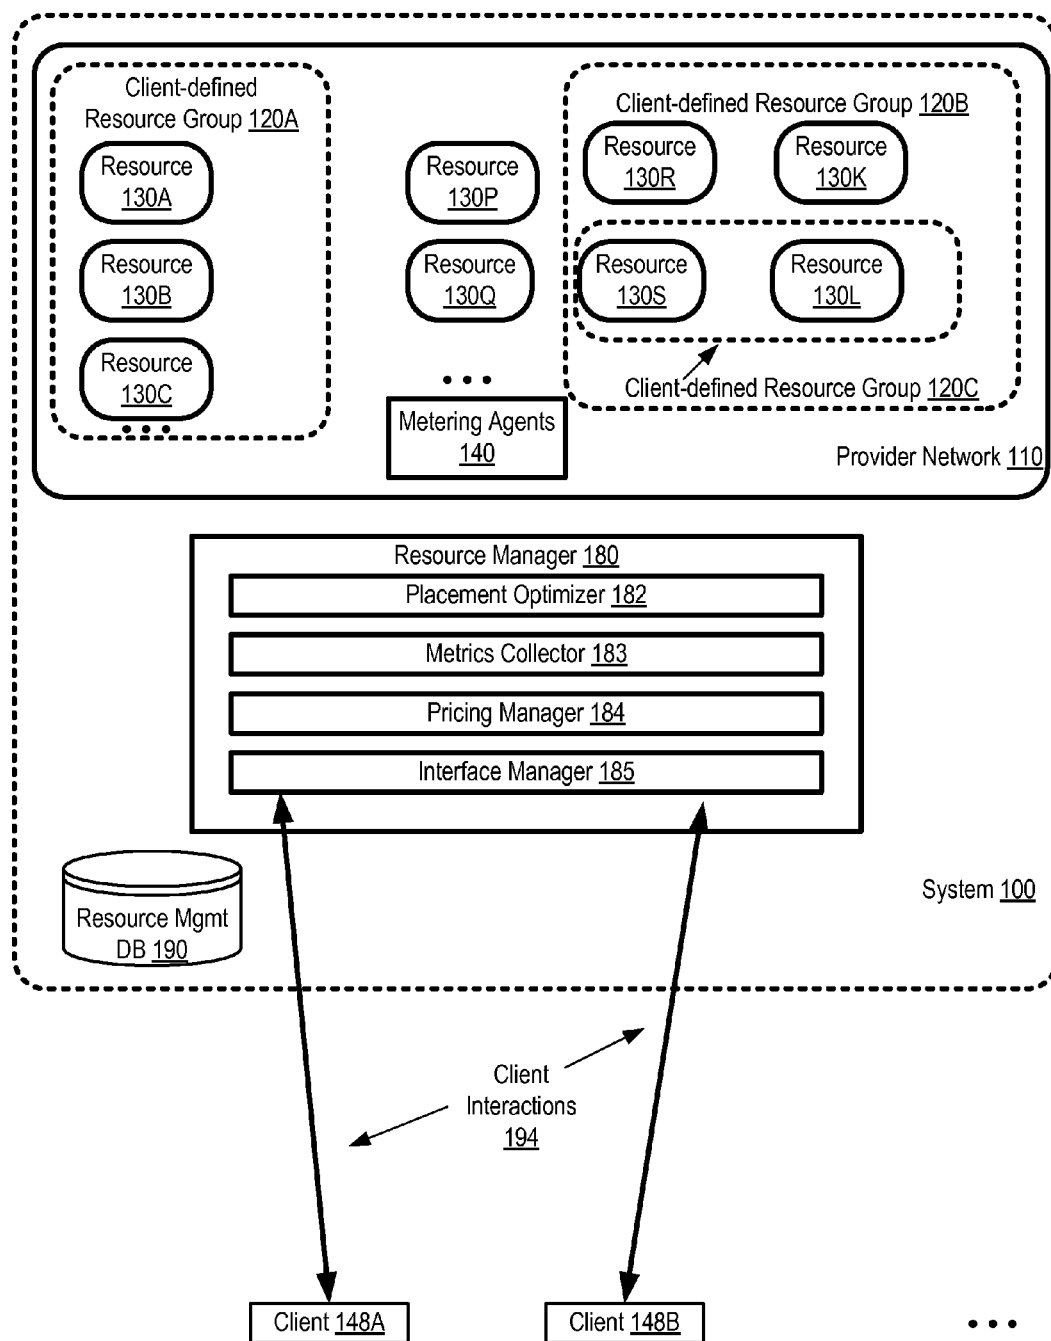 Client-defined
Resource Group 120A
Resource
130A
Resource
130B
Resource
130C
...
Resource
130P
Resource
130Q
...
Metering Agents
140
Client-defined Resource Group 120B
Resource
130R
Resource
130K
Resource
130S
Resource
130L
Client-defined Resource Group 120C
Provider Network 110
Resource Manager 180
Placement Optimizer 182
Metrics Collector 183
Pricing Manager 184
Interface Manager 185
Resource Mgmt
DB 190
System 100
Client
Interactions
194
Client 148A
Client 148B
...